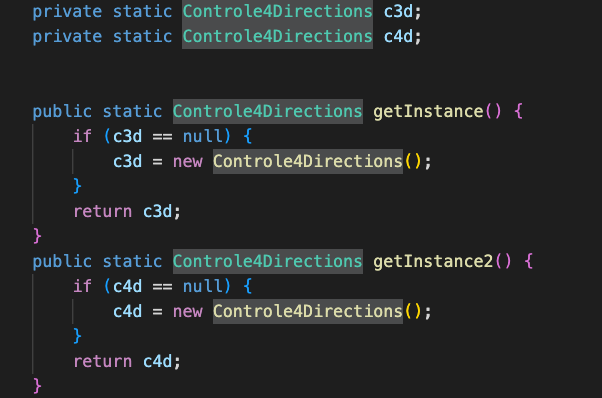 private static Controle4Directions c3d;
private static Controle4Directions c4d;
public static Controle4Directions getInstance() {
if (c3d == null) {
c3d = new Controle4Directions();
}
return c3d;
}
public static Controle4Directions getInstance2() {
if (c4d == null) {
c4d = new Controle4Directions();
}
return c4d;
}